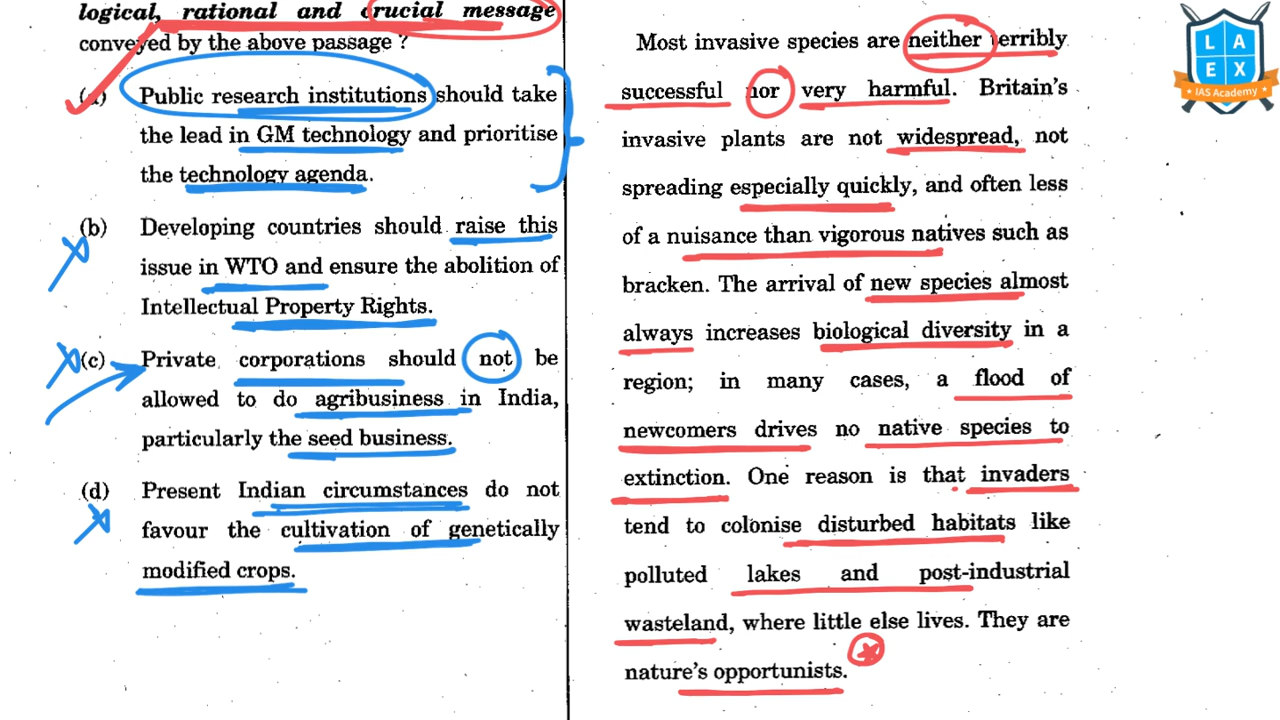 logical, rational and crucial message
conveyed by the above passage ?
(a) Public research institutions should take
the lead in GM technology and prioritise
the technology agenda.
(b) Developing countries should raise this
issue in WTO and ensure the abolition of
Intellectual Property Rights.
(c) Private corporations should not be
allowed to do agribusiness in India,
particularly the seed business.
(d) Present Indian circumstances do not
favour the cultivation of genetically
modified crops.
Most invasive species are neither terribly
successful nor very harmful. Britain's
invasive plants are not widespread, not
spreading especially quickly, and often less
of a nuisance than vigorous natives such as
bracken. The arrival of new species almost
always increases biological diversity in a
region; in many cases, a flood of
newcomers drives no native species to
extinction. One reason is that invaders
tend to colonise disturbed habitats like
polluted lakes and post-industrial
wasteland, where little else lives. They are
nature's opportunists.
L A
E X
IAS Academy